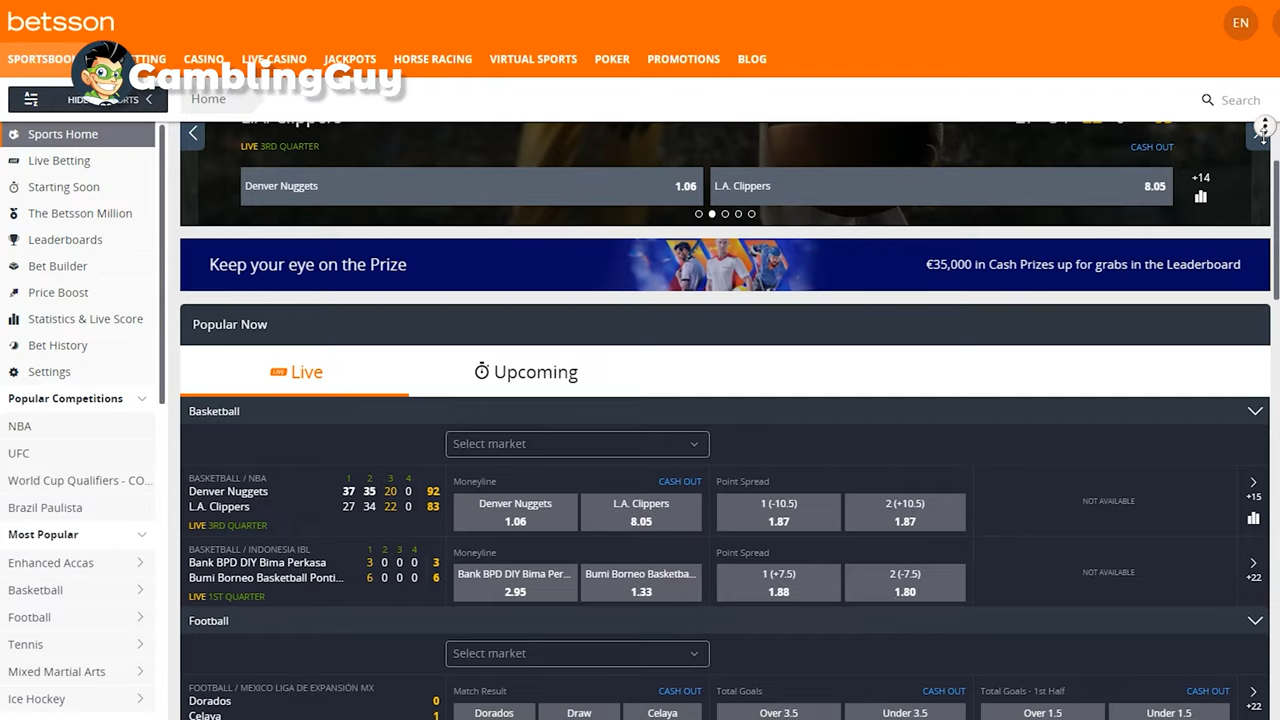 betsson
EN
SPORTSBOO TTING CASINO LIVE CASINO JACKPOTS HORSE RACING VIRTUAL SPORTS POKER PROMOTIONS BLOG
GamblingGuy
HIDE RTS
Home
Search
L.A. Clippers
LIVE 3RD QUARTER
CASH OUT
Denver Nuggets 1.06
L.A. Clippers 8.05
+14
Keep your eye on the Prize
€35,000 in Cash Prizes up for grabs in the Leaderboard
Sports Home
Live Betting
Starting Soon
The Betsson Million
Leaderboards
Bet Builder
Price Boost
Statistics & Live Score
Bet History
Settings
Popular Competitions
NBA
UFC
World Cup Qualifiers - CO...
Brazil Paulista
Most Popular
Enhanced Accas
Basketball
Football
Tennis
Mixed Martial Arts
Ice Hockey
Popular Now
LIVE Live
Upcoming
Basketball
Select market
BASKETBALL / NBA 1 2 3 4
Denver Nuggets 37 35 20 0 92
L.A. Clippers 27 34 22 0 83
LIVE 3RD QUARTER
Moneyline CASH OUT
Denver Nuggets
1.06
L.A. Clippers
8.05
Point Spread
1 (-10.5)
1.87
2 (+10.5)
1.87
NOT AVAILABLE
+15
BASKETBALL / INDONESIA IBL 1 2 3 4
Bank BPD DIY Bima Perkasa 3 0 0 0 3
Bumi Borneo Basketball Ponti... 6 0 0 0 6
LIVE 1ST QUARTER
Moneyline
Bank BPD DIY Bima Per...
2.95
Bumi Borneo Basketba...
1.33
Point Spread
1 (+7.5)
1.88
2 (-7.5)
1.80
NOT AVAILABLE
+22
Football
Select market
FOOTBALL / MEXICO LIGA DE EXPANSIÓN MX
Dorados 0
Celaya 1
Match Result CASH OUT
Dorados
Draw
Celaya
Total Goals CASH OUT
Over 3.5
Under 3.5
Total Goals - 1st Half CASH OUT
Over 1.5
Under 1.5
+22